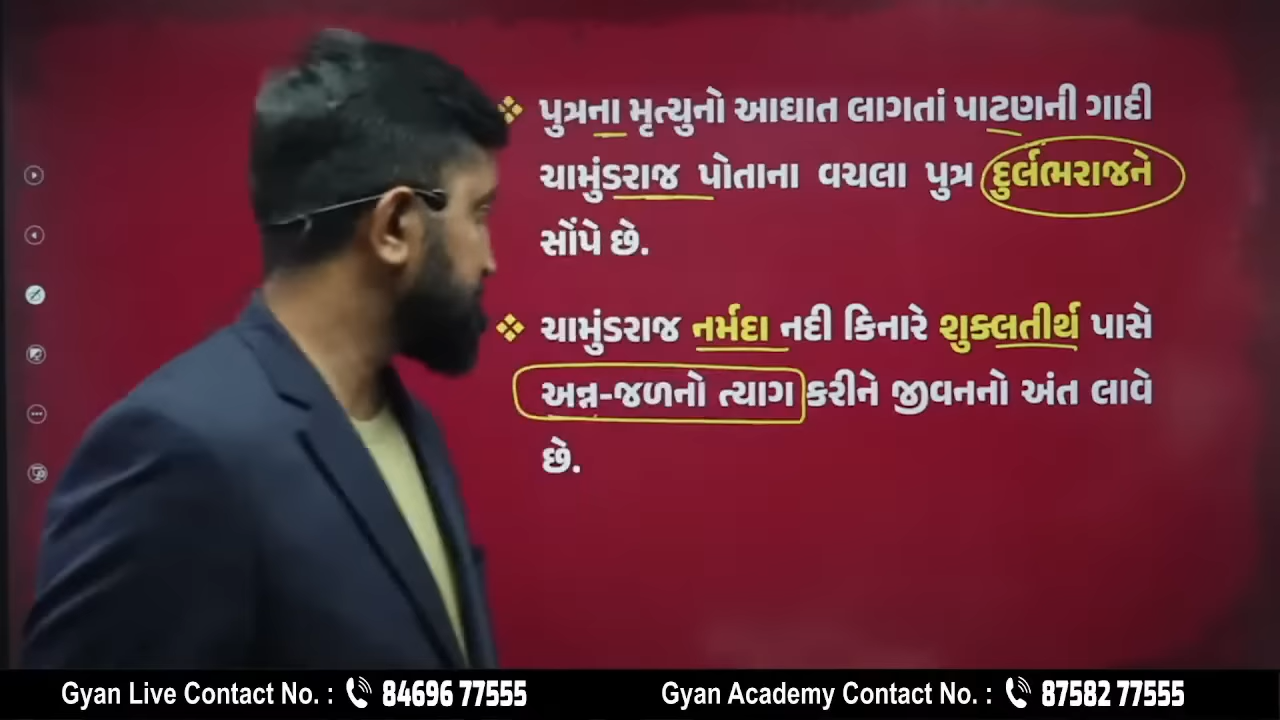 પુત્રના મૃત્યુનો આઘાત લાગતાં પાટણની ગાદી
ચામુંડરાજ પોતાના વચલા પુત્ર દુર્લભરાજને
સોંપે છે.
ચામુંડરાજ નર્મદા નદી કિનારે શુક્લતીર્થ પાસે
અન્ન-જળનો ત્યાગ કરીને જીવનનો અંત લાવે
છે.
Gyan Live Contact No. : 84696 77555
Gyan Academy Contact No. : 87582 77555